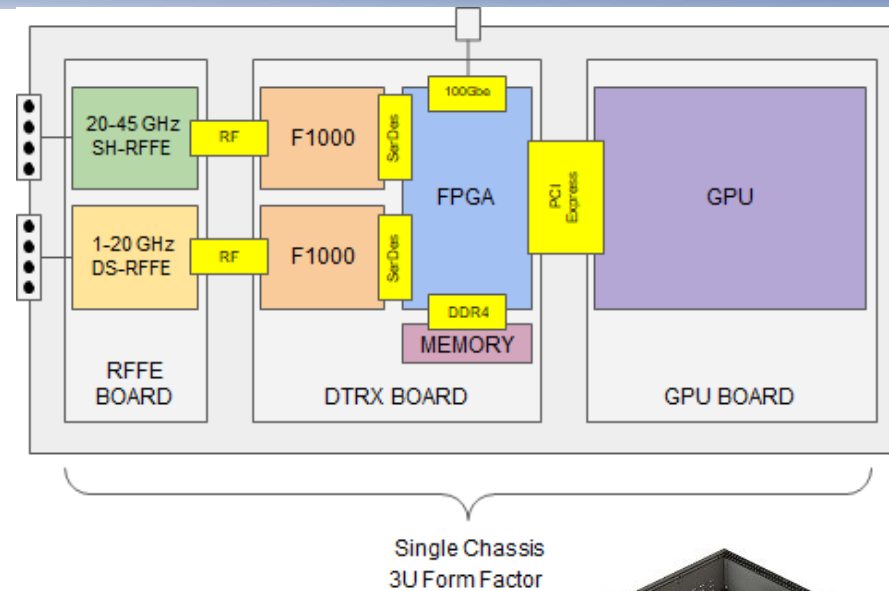 100Gbe
20-45 GHz
SH-RFFE
RF
F1000
SerDes
FPGA
PCI
Express
GPU
1-20 GHz
DS-RFFE
RF
F1000
SerDes
DDR4
MEMORY
RFFE
BOARD
DTRX BOARD
GPU BOARD
Single Chassis
3U Form Factor